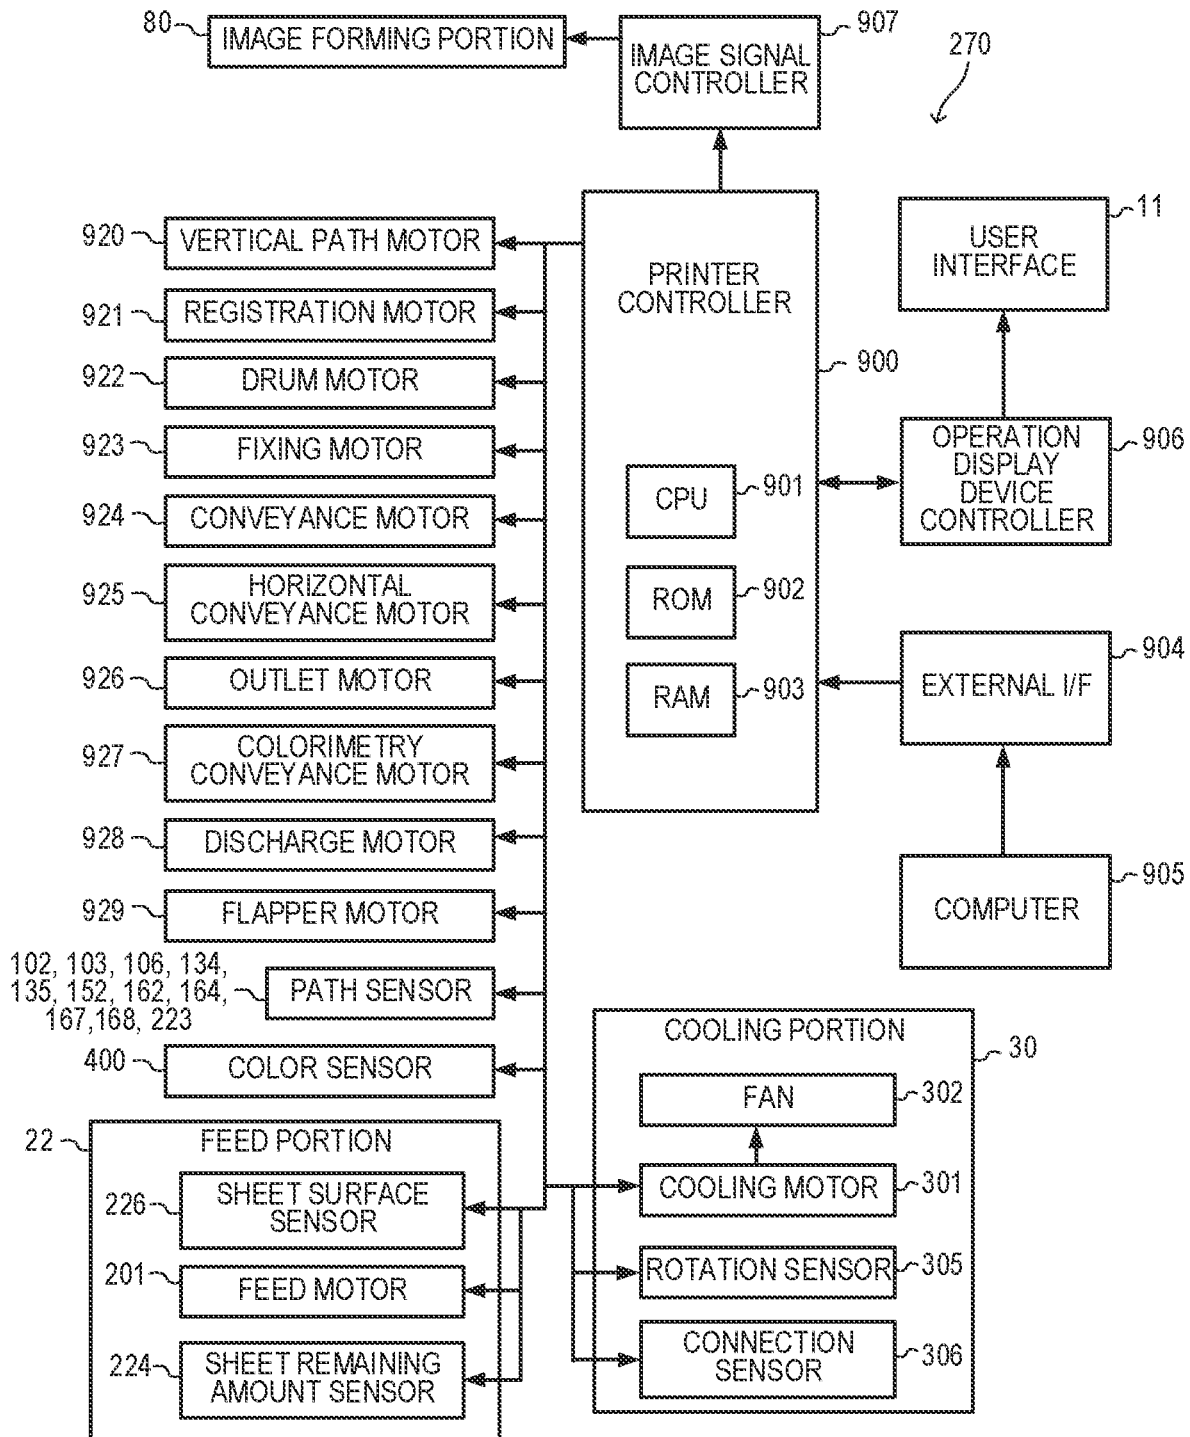 80
IMAGE FORMING PORTION
IMAGE SIGNAL
CONTROLLER
907
270
920
VERTICAL PATH MOTOR
921
REGISTRATION MOTOR
922
DRUM MOTOR
923
FIXING MOTOR
924
CONVEYANCE MOTOR
925
HORIZONTAL
CONVEYANCE MOTOR
926
OUTLET MOTOR
927
COLORIMETRY
CONVEYANCE MOTOR
928
DISCHARGE MOTOR
929
FLAPPER MOTOR
102, 103, 106, 134,
135, 152, 162, 164,
167,168, 223
PATH SENSOR
400
COLOR SENSOR
22
FEED PORTION
226
SHEET SURFACE
SENSOR
201
FEED MOTOR
224
SHEET REMAINING
AMOUNT SENSOR
PRINTER
CONTROLLER
900
CPU
901
ROM
902
RAM
903
11
USER
INTERFACE
OPERATION
DISPLAY
DEVICE
CONTROLLER
906
904
EXTERNAL I/F
905
COMPUTER
COOLING PORTION
30
FAN
302
COOLING MOTOR
301
ROTATION SENSOR
305
CONNECTION
SENSOR
306